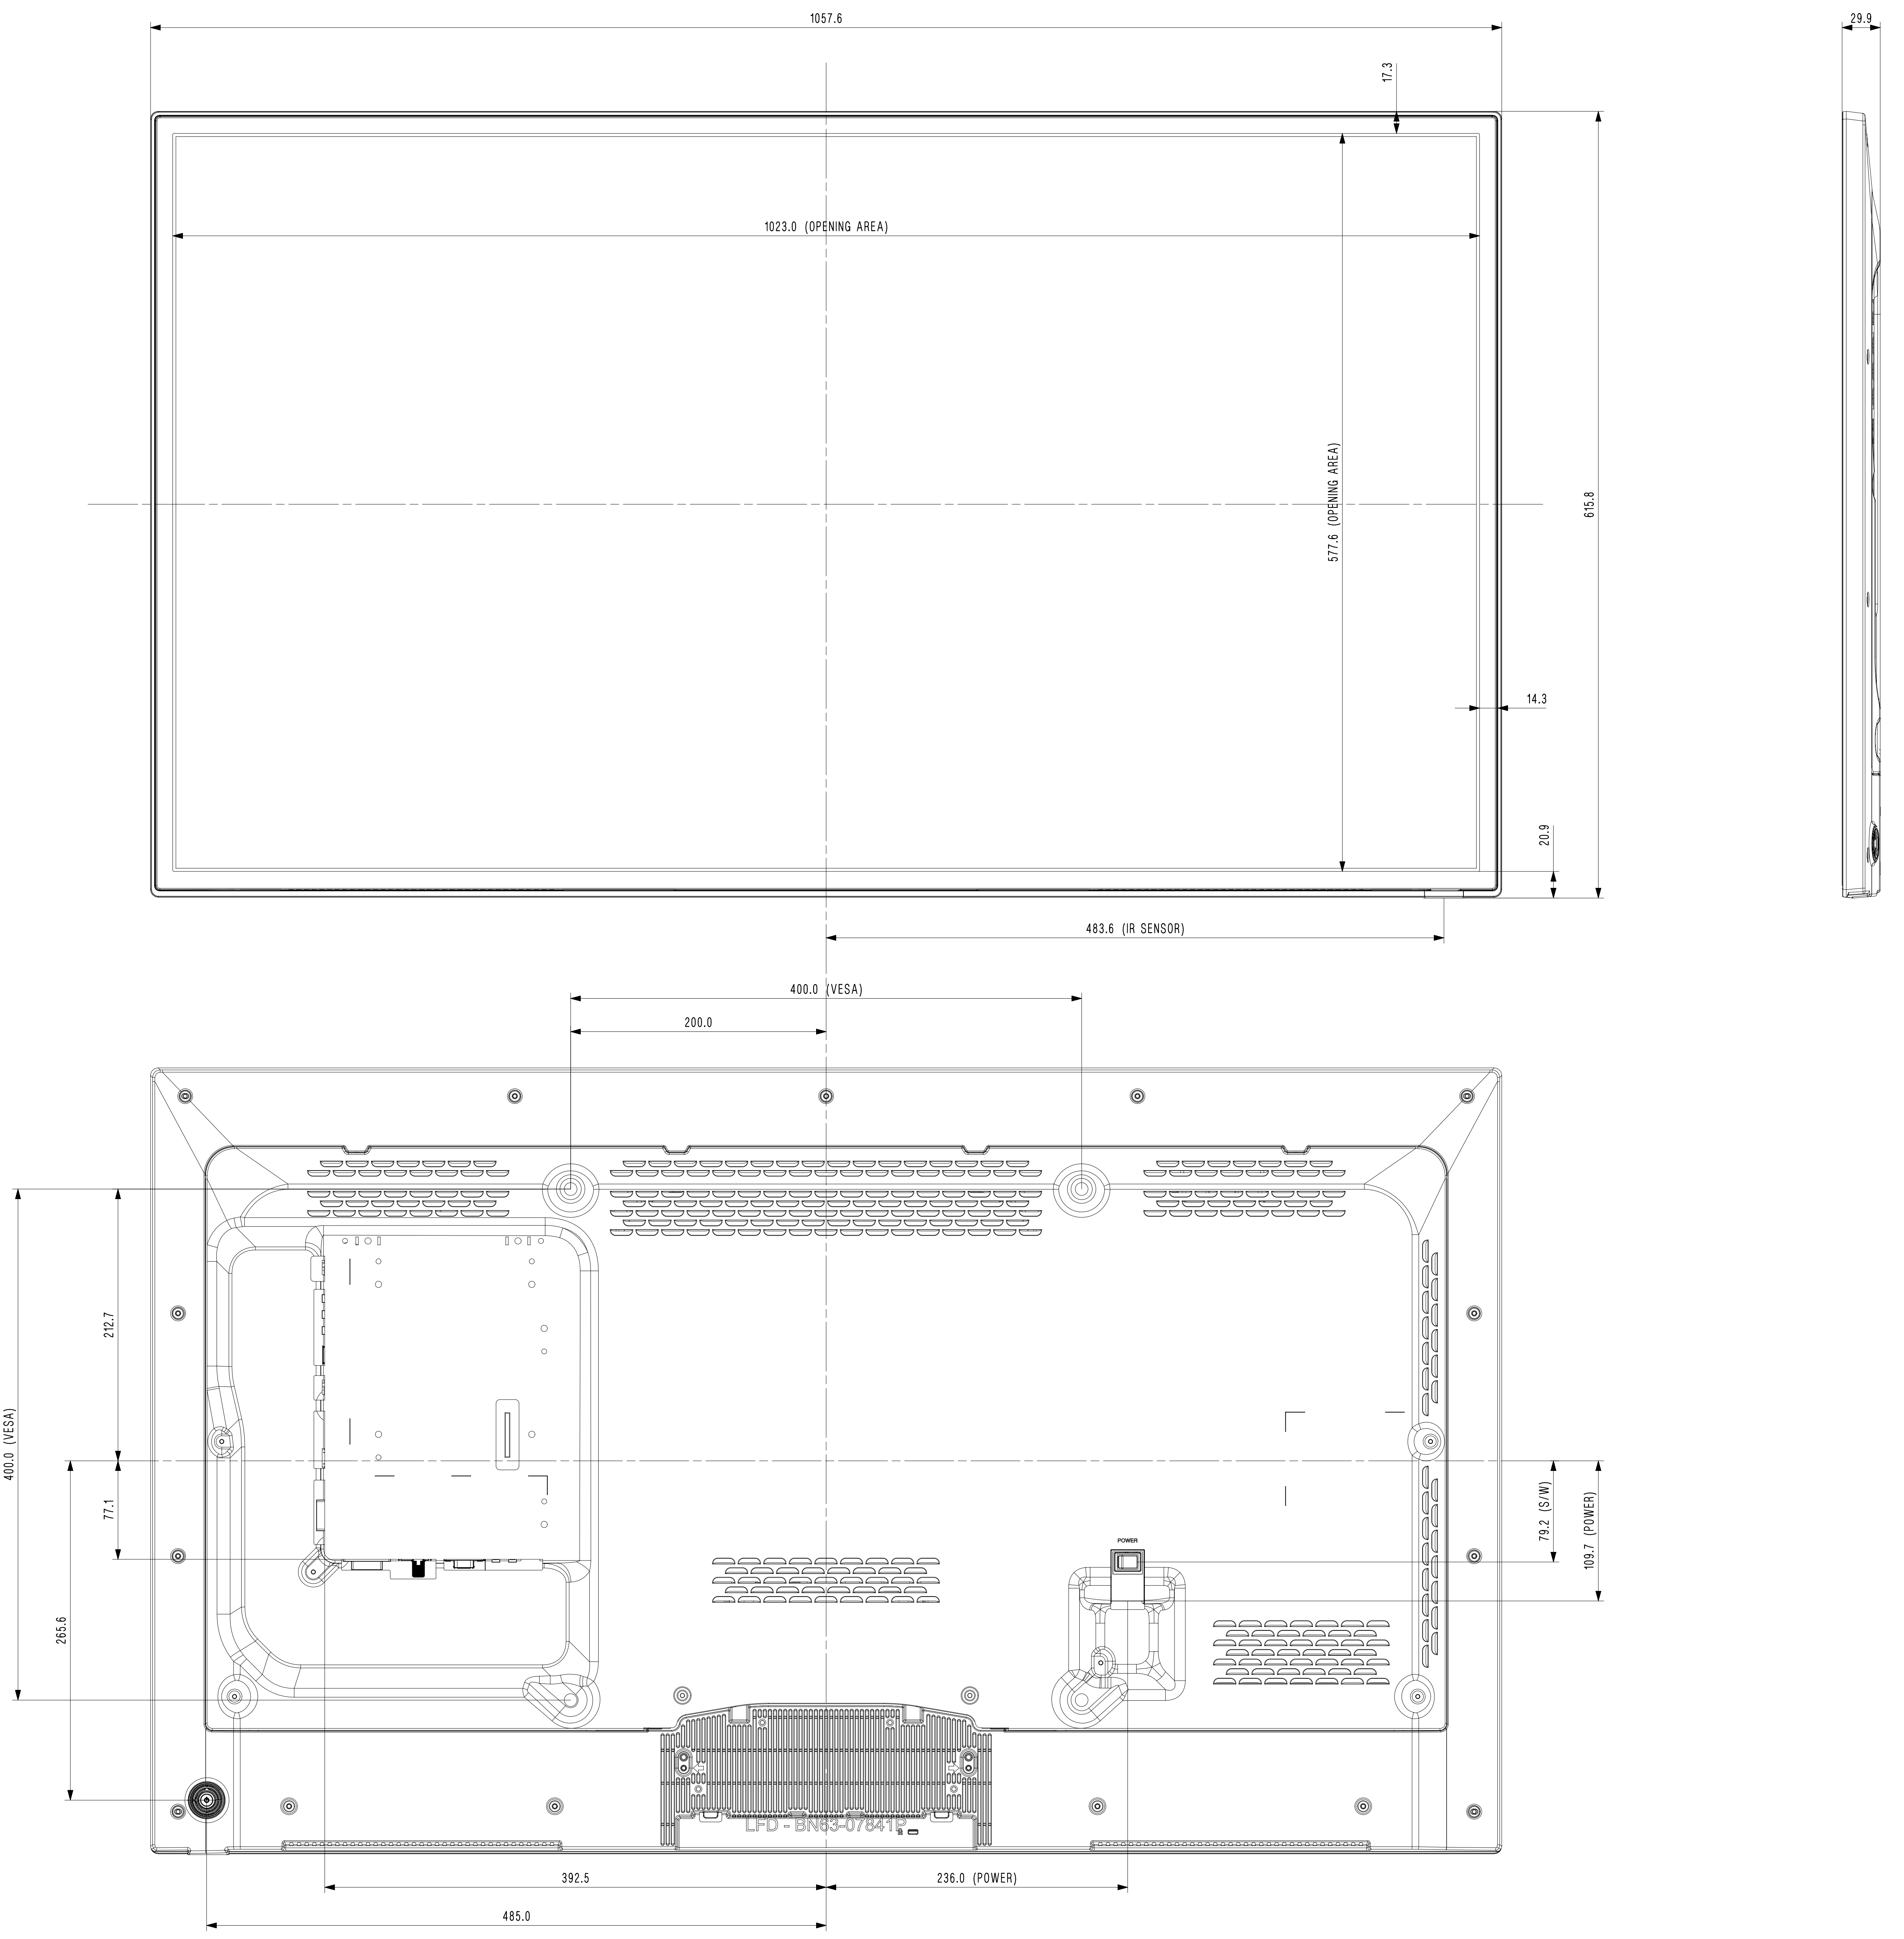 1057.6
29.9
17.3
1023.0 (OPENING AREA)
577.6 (OPENING AREA)
615.8
14.3
20.9
483.6 (IR SENSOR)
400.0 (VESA)
200.0
212.7
400.0 (VESA)
77.1
79.2 (S/W)
109.7 (POWER)
POWER
265.6
LFD - BN63-07841P
392.5
236.0 (POWER)
485.0